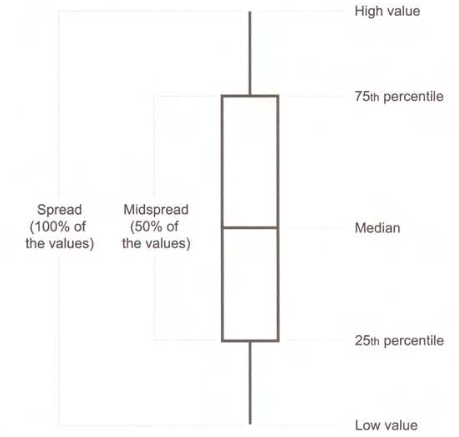 High value
75th percentile
Spread
(100% of
the values)
Midspread
(50% of
the values)
Median
25th percentile
Low value